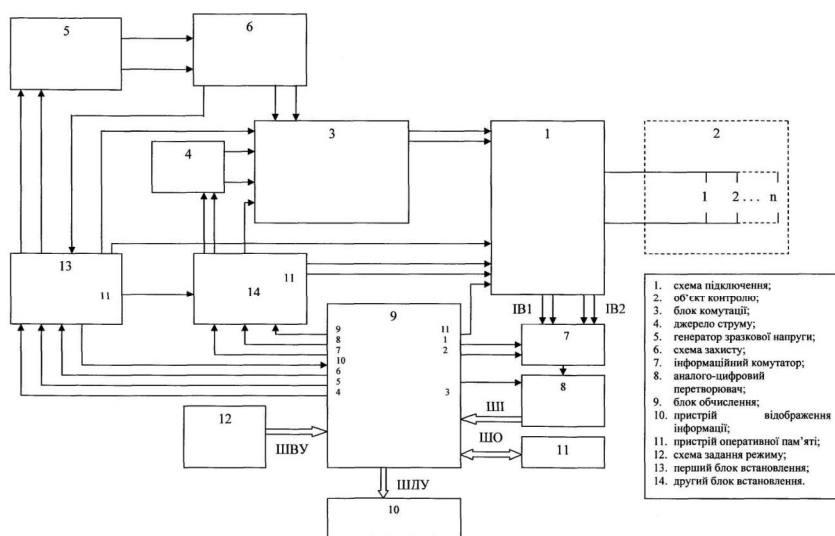 5
6
3
1
2
4
1 2 . . . n
13
11
14
11
9
9
8
7
10
6
5
4
11
1
2
3
ІВ1
ІВ2
7
8
12
ШВУ
ШІ
ШО
11
ШДУ
10
1. схема підключення;
2. об'єкт контролю;
3. блок комутації;
4. джерело струму;
5. генератор зразкової напруги;
6. схема захисту;
7. інформаційний комутатор;
8. аналого-цифровий
перетворювач;
9. блок обчислення;
10. пристрій відображення
інформації;
11. пристрій оперативної пам'яті;
12. схема задання режиму;
13. перший блок встановлення;
14. другий блок встановлення.